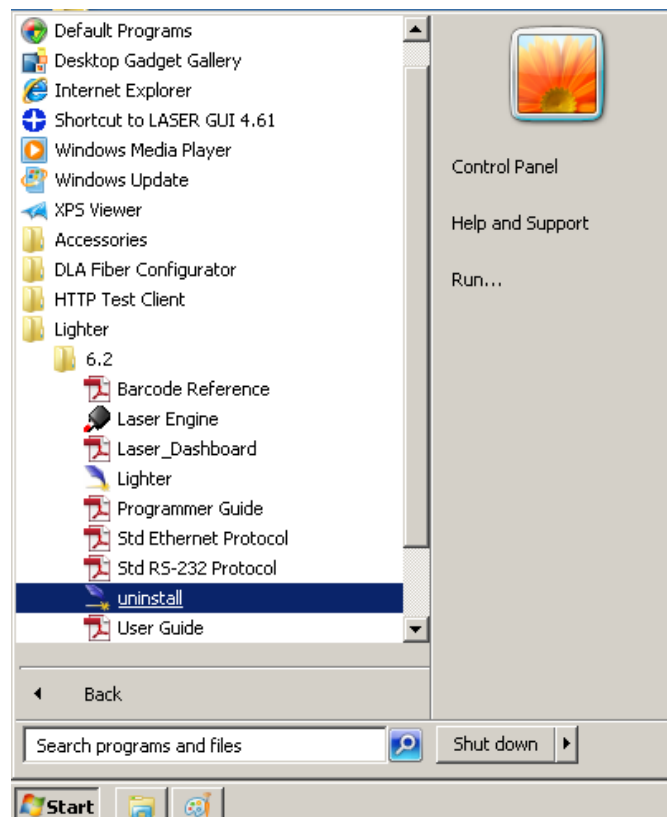 Default Programs
Desktop Gadget Gallery
Internet Explorer
Shortcut to LASER GUI 4.61
Windows Media Player
Windows Update
XPS Viewer
Accessories
DLA Fiber Configurator
HTTP Test Client
Lighter
6.2
Barcode Reference
Laser Engine
Laser_Dashboard
Lighter
Programmer Guide
Std Ethernet Protocol
Std RS-232 Protocol
uninstall
User Guide
Back
Search programs and files
Control Panel
Help and Support
Run...
Shut down
Start